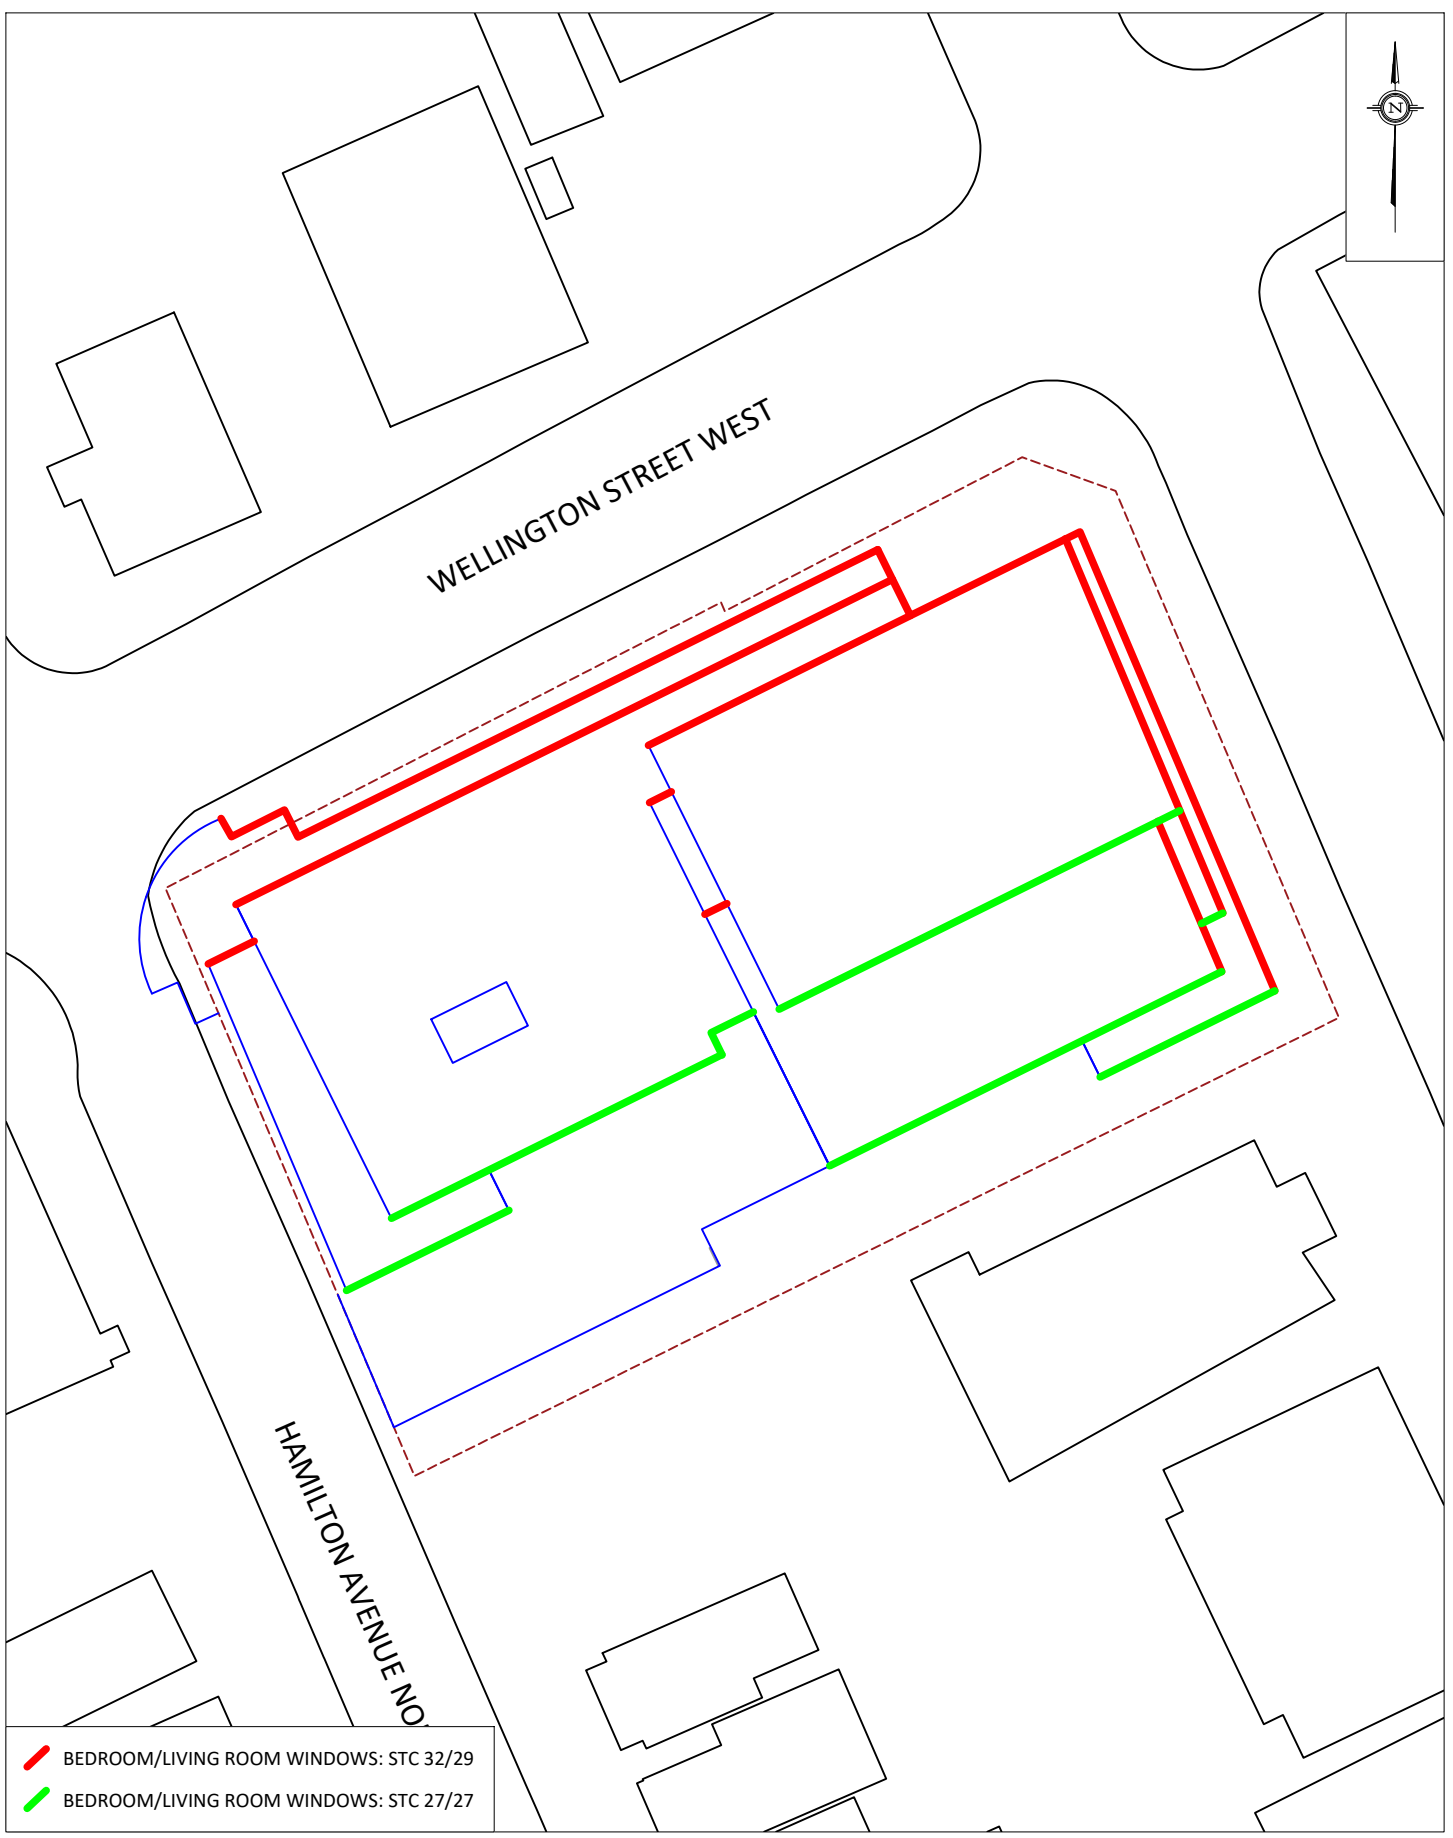 N
WELLINGTON STREET WEST
HAMILTON AVENUE
BEDROOM/LIVING ROOM WINDOWS: STC 32/29
BEDROOM/LIVING ROOM WINDOWS: STC 27/27